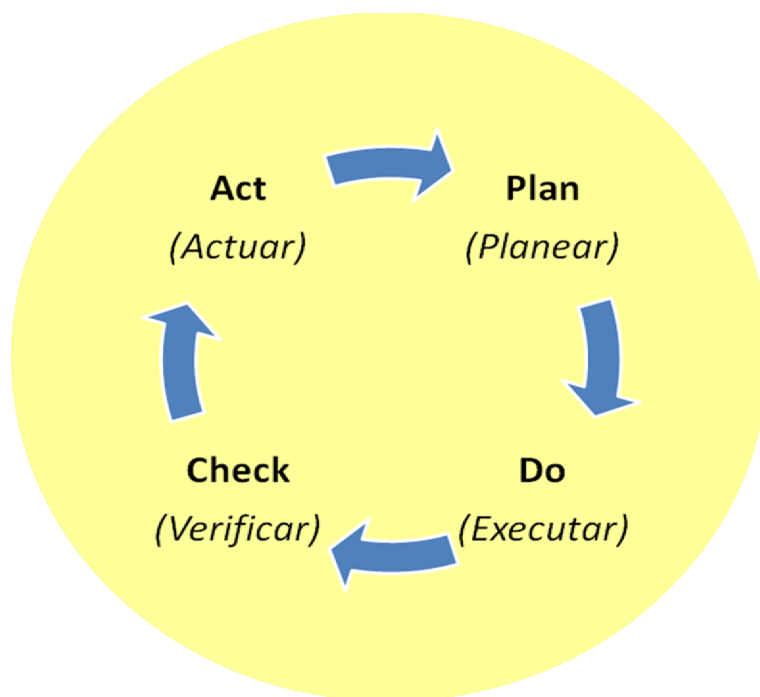 Act
(Actuar)
Plan
(Planear)
Check
(Verificar)
Do
(Executar)